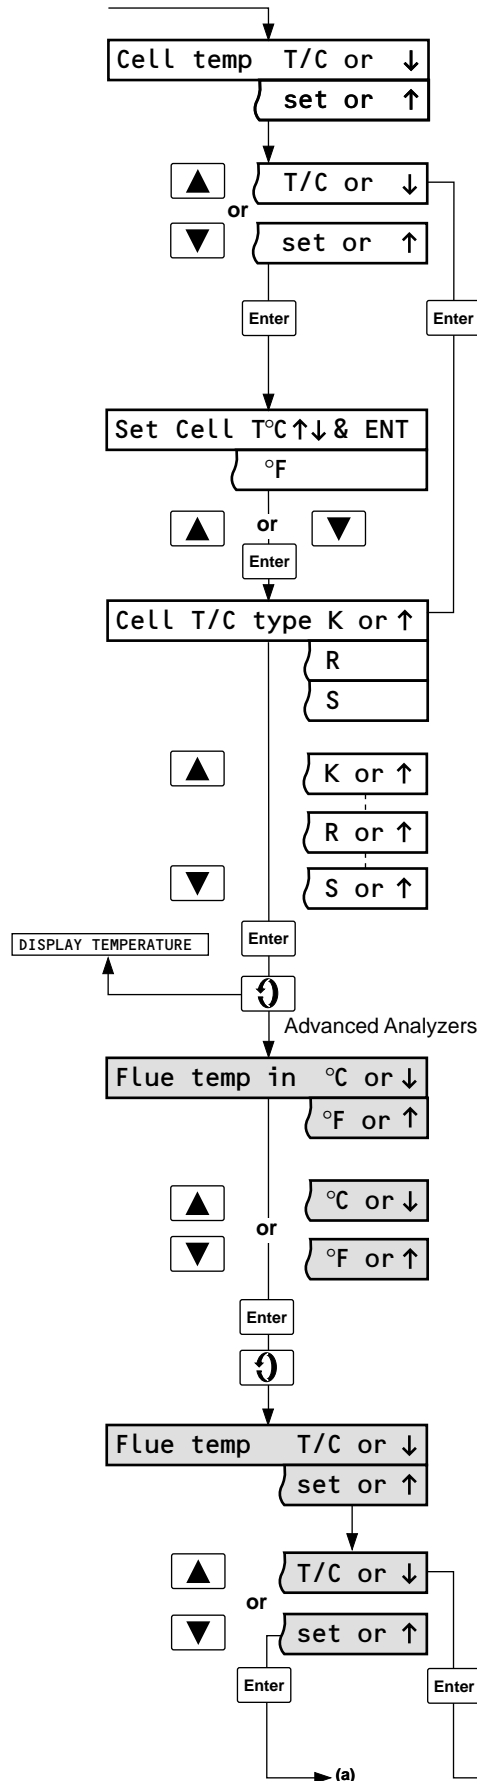 Cell temp T/C or ↓
set or ↑
T/C or ↓
or
set or ↑
Enter
Enter
Set Cell T°C↑↓& ENT
°F
or
Enter
Cell T/C type K or ↑
R
S
K or ↑
R or ↑
S or ↑
Enter
DISPLAY TEMPERATURE
Advanced Analyzers
Flue temp in °C or ↓
°F or ↑
°C or ↓
or
°F or ↑
Enter
Flue temp T/C or ↓
set or ↑
T/C or ↓
or
set or ↑
Enter
Enter
(a)